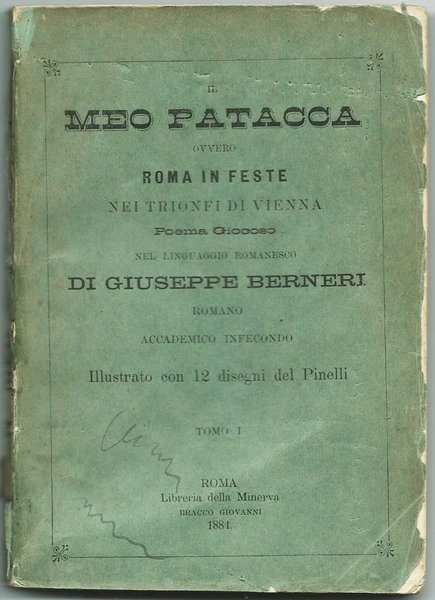 IL
MEO PATACCA
OVVERO
ROMA IN FESTE
NEI TRIONFI DI VIENNA
Poema Giocoso
NEL LINGUAGGIO ROMANESCO
DI GIUSEPPE BERNERI
ROMANO
ACCADEMICO INFECONDO
Illustrato con 12 disegni del Pinelli
TOMO I
ROMA
Libreria della Minerva
BRACCO GIOVANNI
1884.